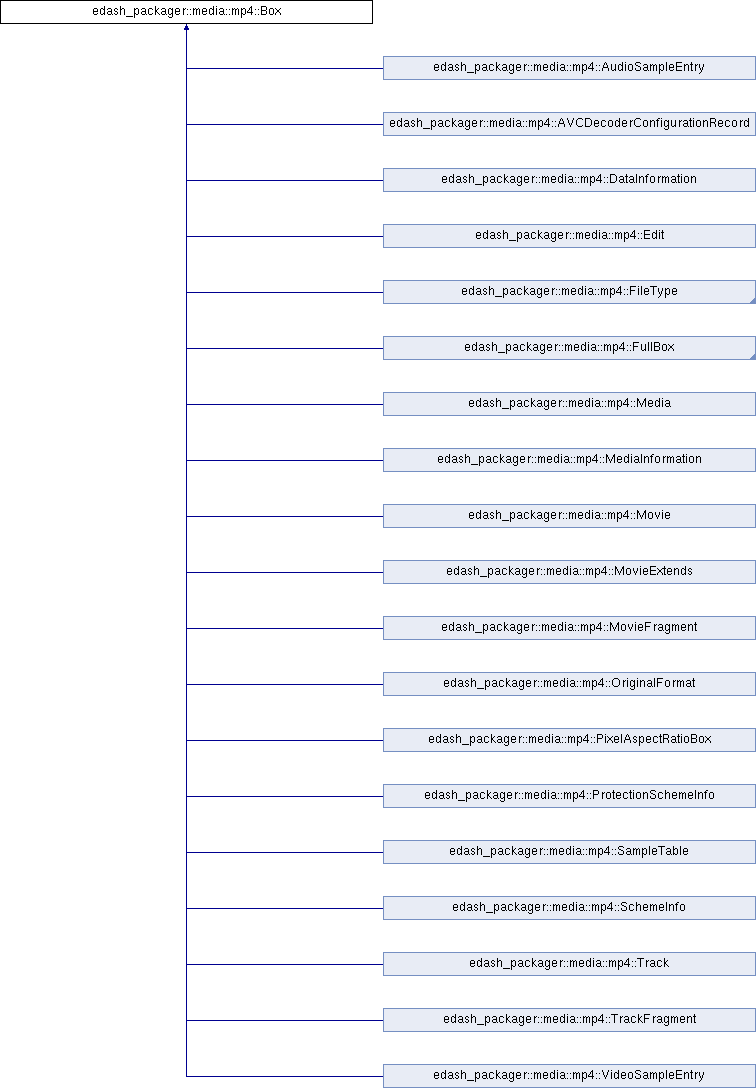 edash_packager::media::mp4::Box
edash_packager::media::mp4::AudioSampleEntry
edash_packager::media::mp4::AVCDecoderConfigurationRecord
edash_packager::media::mp4::DataInformation
edash_packager::media::mp4::Edit
edash_packager::media::mp4::FileType
edash_packager::media::mp4::FullBox
edash_packager::media::mp4::Media
edash_packager::media::mp4::MediaInformation
edash_packager::media::mp4::Movie
edash_packager::media::mp4::MovieExtends
edash_packager::media::mp4::MovieFragment
edash_packager::media::mp4::OriginalFormat
edash_packager::media::mp4::PixelAspectRatioBox
edash_packager::media::mp4::ProtectionSchemeInfo
edash_packager::media::mp4::SampleTable
edash_packager::media::mp4::SchemeInfo
edash_packager::media::mp4::Track
edash_packager::media::mp4::TrackFragment
edash_packager::media::mp4::VideoSampleEntry